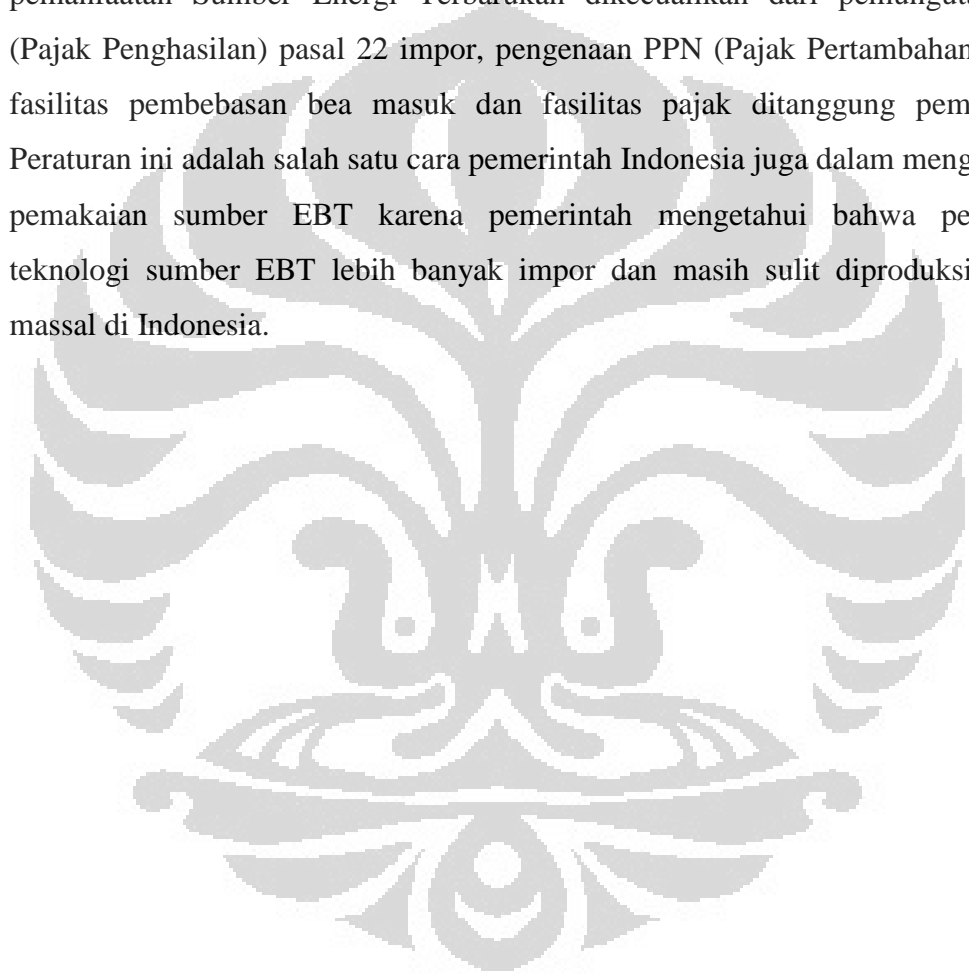 pemanfaatan Sumber Energi Terbarukan dikecualikan dari
(Pajak Penghasilan) pasal 22 impor, pengenaan PPN (Pajak Pertambahan
fasilitas pembebasan bea masuk dan fasilitas pajak ditanggung pem
Peraturan ini adalah salah satu cara pemerintah Indonesia juga dalam meng
pemakaian sumber EBT karena pemerintah mengetahui bahwa pe
teknologi sumber EBT lebih banyak impor dan masih sulit diproduksi
massal di Indonesia.